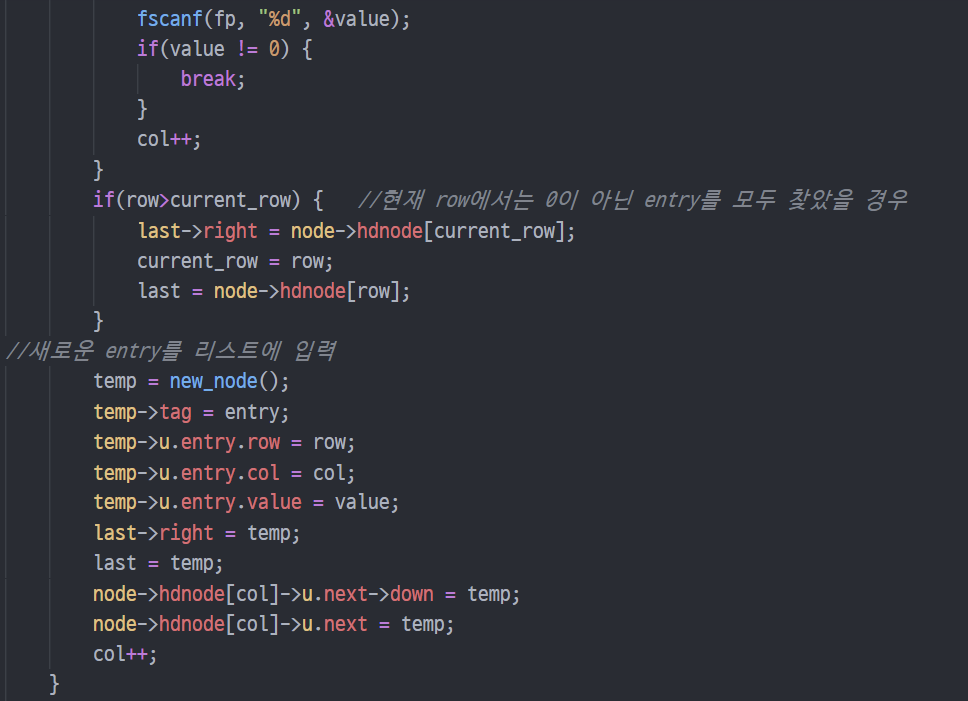 fscanf(fp, "%d", &value);
if(value != 0) {
break;
}
col++;
}
if(row>current_row) { //현재 row에서는 0이 아닌 entry를 모두 찾았을 경우
last->right = node->hdnode[current_row];
current_row = row;
last = node->hdnode[row];
}
//새로운 entry를 리스트에 입력
temp = new_node();
temp->tag = entry;
temp->u.entry.row = row;
temp->u.entry.col = col;
temp->u.entry.value = value;
last->right = temp;
last = temp;
node->hdnode[col]->u.next->down = temp;
node->hdnode[col]->u.next = temp;
col++;
}